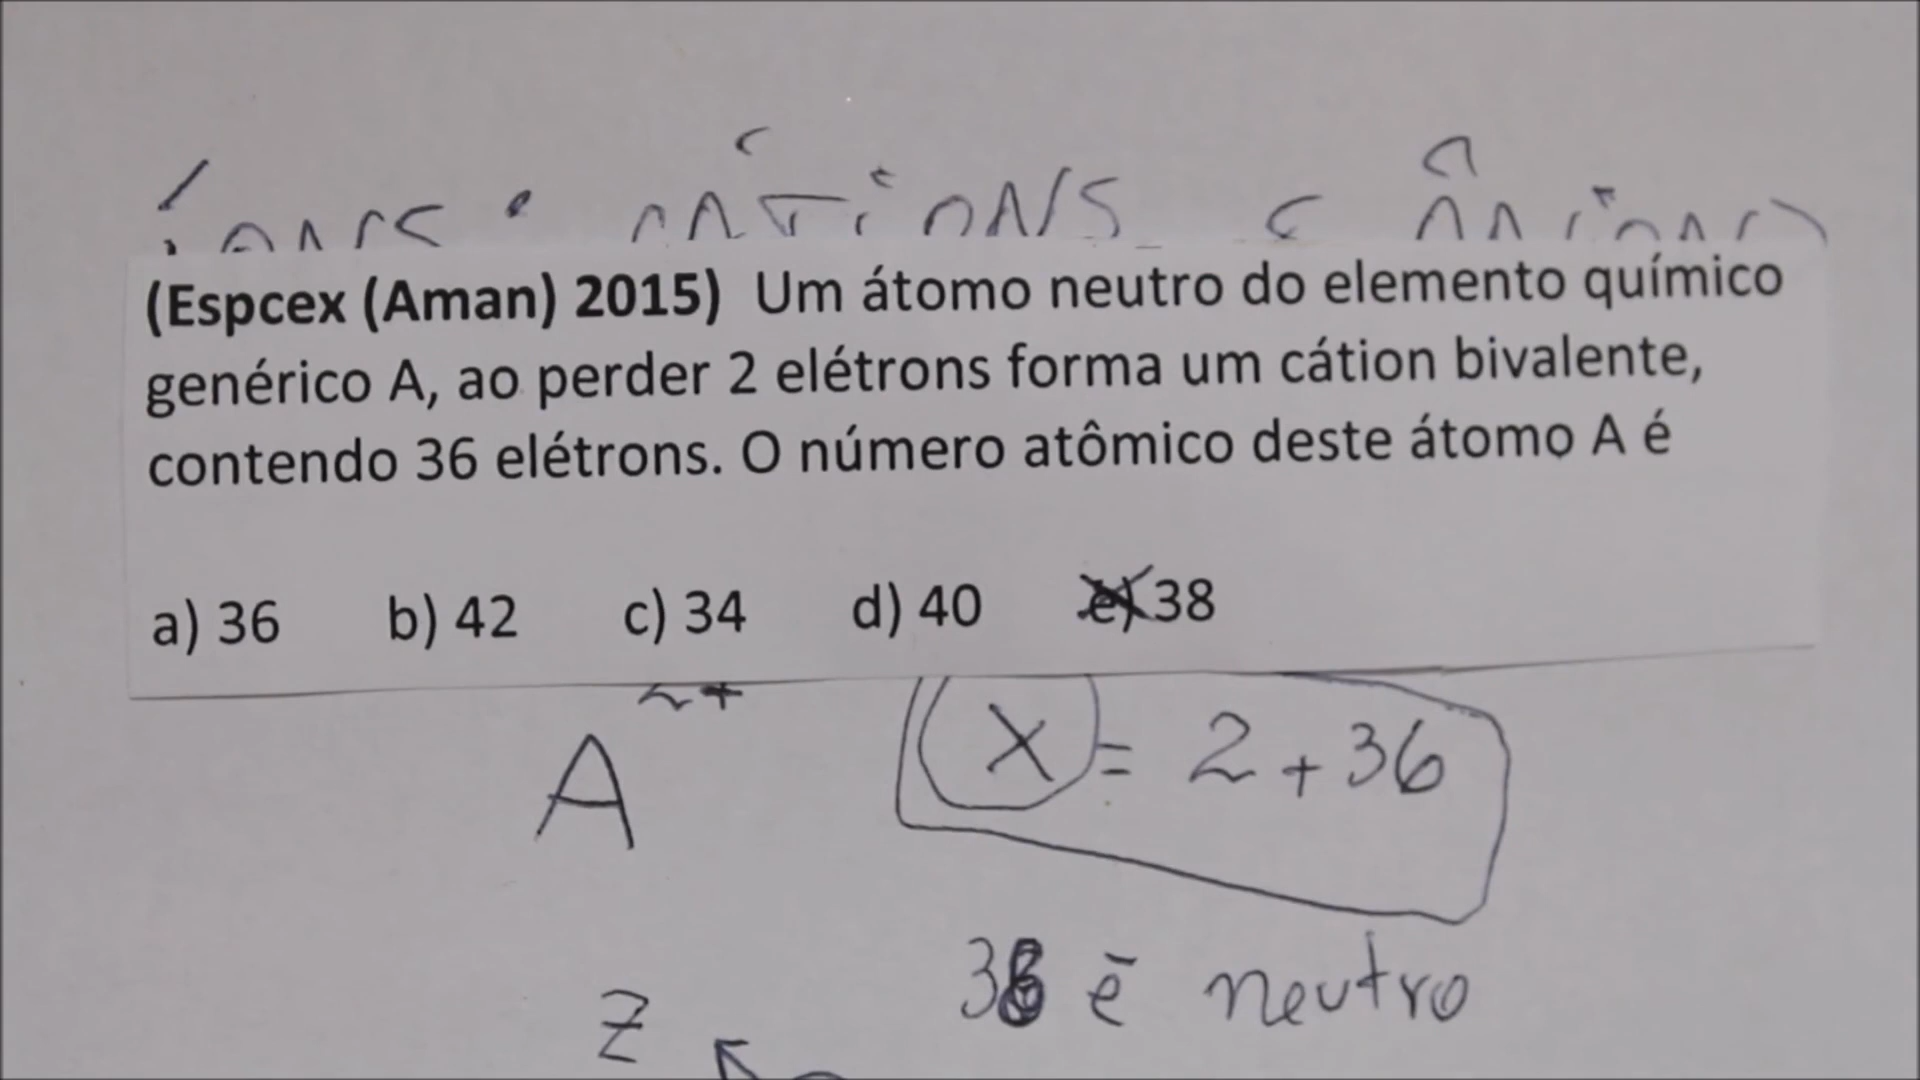 (Espcex (Aman) 2015) Um átomo neutro do elemento químico
genérico A, ao perder 2 elétrons forma um cátion bivalente,
contendo 36 elétrons. O número atômico deste átomo A é
a) 36 b) 42 c) 34 d) 40 e) 38
A 2+ X = 2 + 36
38 e⁻ neutro
Z